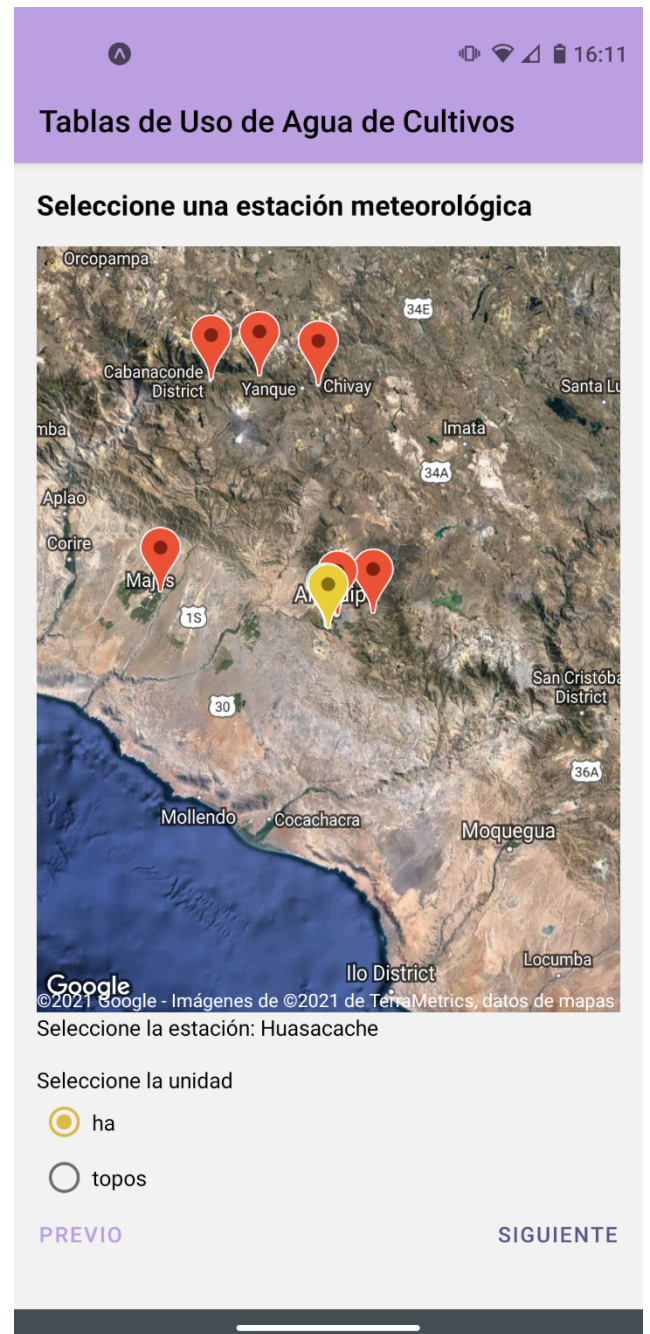 16:11
Tablas de Uso de Agua de Cultivos
Seleccione una estación meteorológica
Orcopampa
34E
Cabanaconde
District
Yanque
Chivay
Santa Lu
mba
Imata
34A
Aplao
Corire
Majes
1S
San Cristóba
District
30
36A
Mollendo
Cocachacra
Moquegua
Ilo District
Locumba
Google
©2021 Google - Imágenes de ©2021 de TerraMetrics, datos de mapas
Seleccione la estación: Huasacache
Seleccione la unidad
ha
topos
PREVIO SIGUIENTE